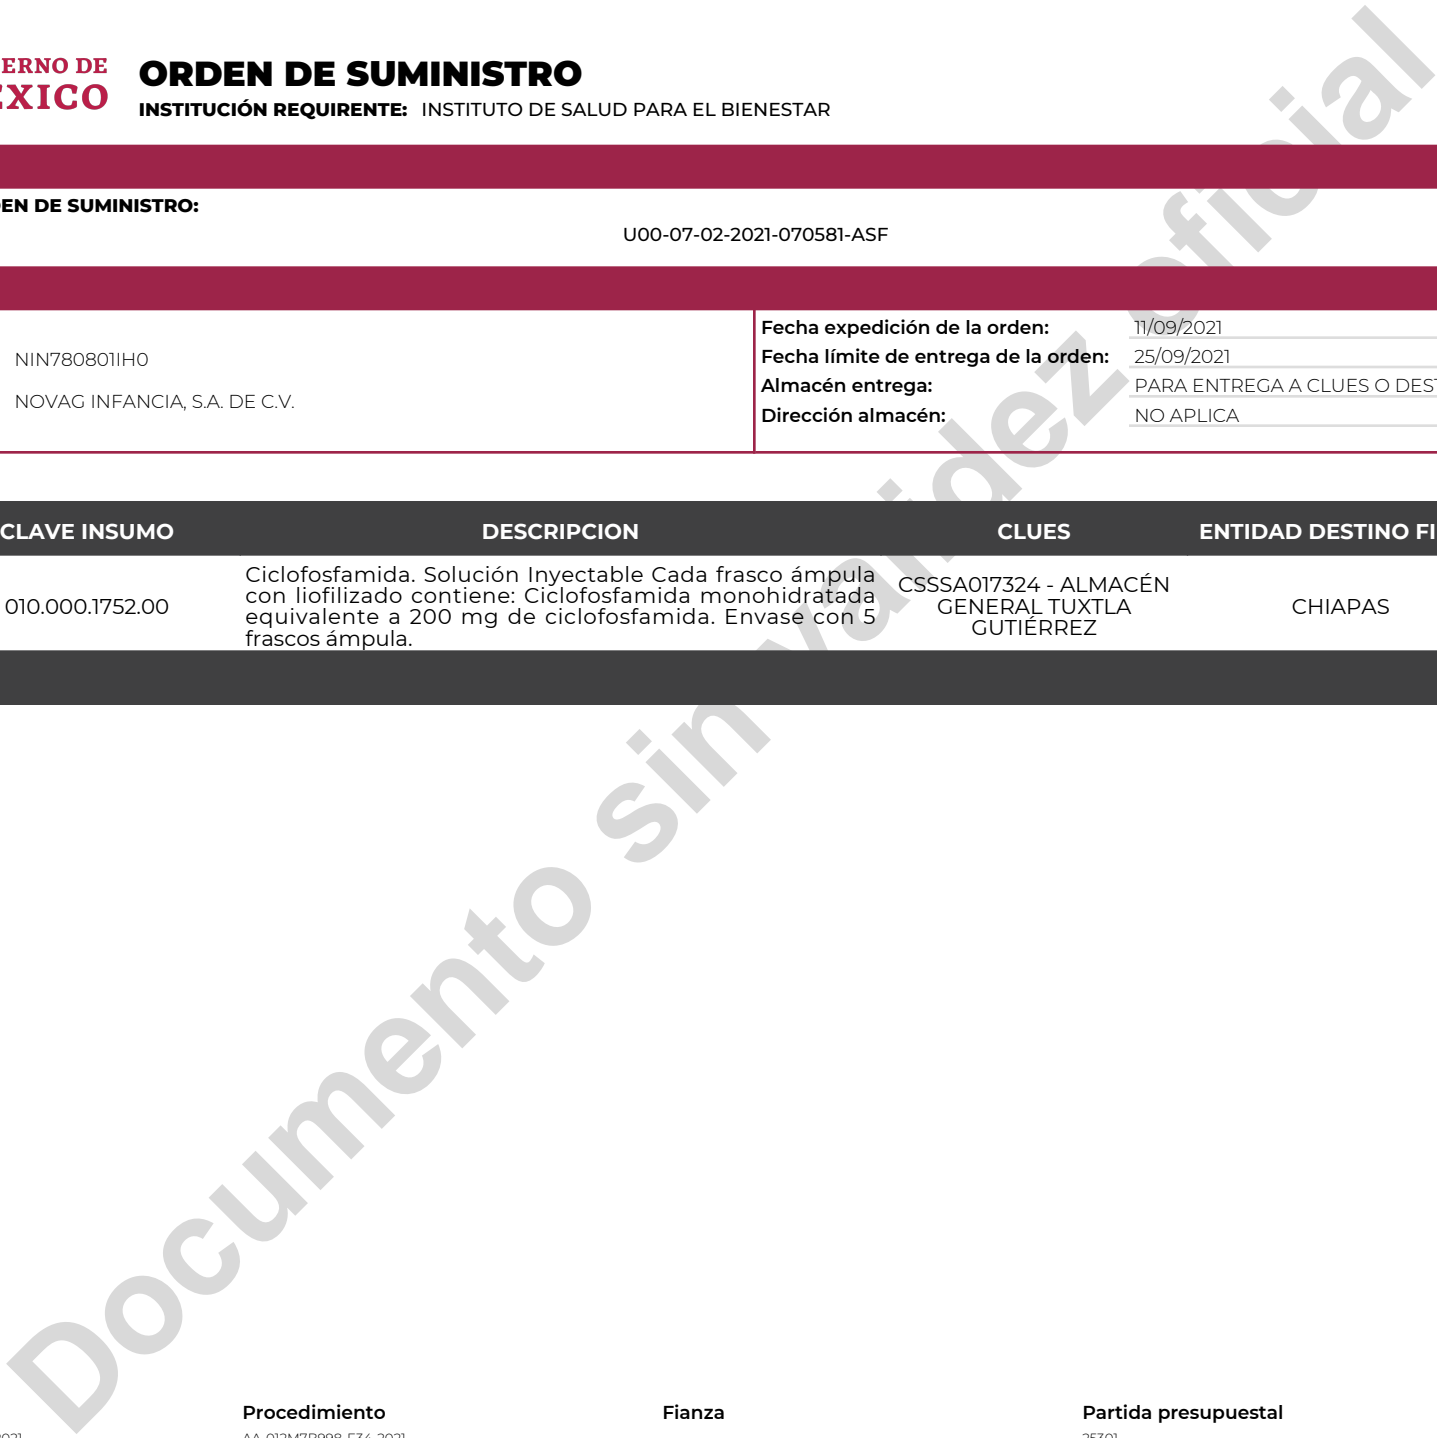 ERNO DE
ÉXICO
ORDEN DE SUMINISTRO
INSTITUCIÓN REQUIRENTE: INSTITUTO DE SALUD PARA EL BIENESTAR
EN DE SUMINISTRO:
U00-07-02-2021-070581-ASF
NIN780801IH0
NOVAG INFANCIA, S.A. DE C.V.
Fecha expedición de la orden: 11/09/2021
Fecha límite de entrega de la orden: 25/09/2021
Almacén entrega: PARA ENTREGA A CLUES O DEST
Dirección almacén: NO APLICA
CLAVE INSUMO DESCRIPCION CLUES ENTIDAD DESTINO FI
010.000.1752.00
Ciclofosfamida. Solución Inyectable Cada frasco ámpula
con liofilizado contiene: Ciclofosfamida monohidratada
equivalente a 200 mg de ciclofosfamida. Envase con 5
frascos ámpula.
CSSSA017324 - ALMACÉN
GENERAL TUXTLA
GUTIÉRREZ
CHIAPAS
Documento sin validez oficial
Procedimiento Fianza Partida presupuestal